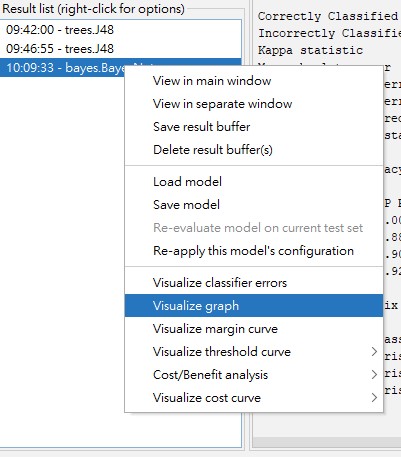 Result list (right-click for options)
09:42:00 - trees.J48
09:46:55 - trees.J48
10:09:33 - bayes.Baye
View in main window
View in separate window
Save result buffer
Delete result buffer(s)
Load model
Save model
Re-evaluate model on current test set
Re-apply this model's configuration
Visualize classifier errors
Visualize graph
Visualize margin curve
Visualize threshold curve
Cost/Benefit analysis
Visualize cost curve
Correctly Classified
Incorrectly Classifie
Kappa statistic